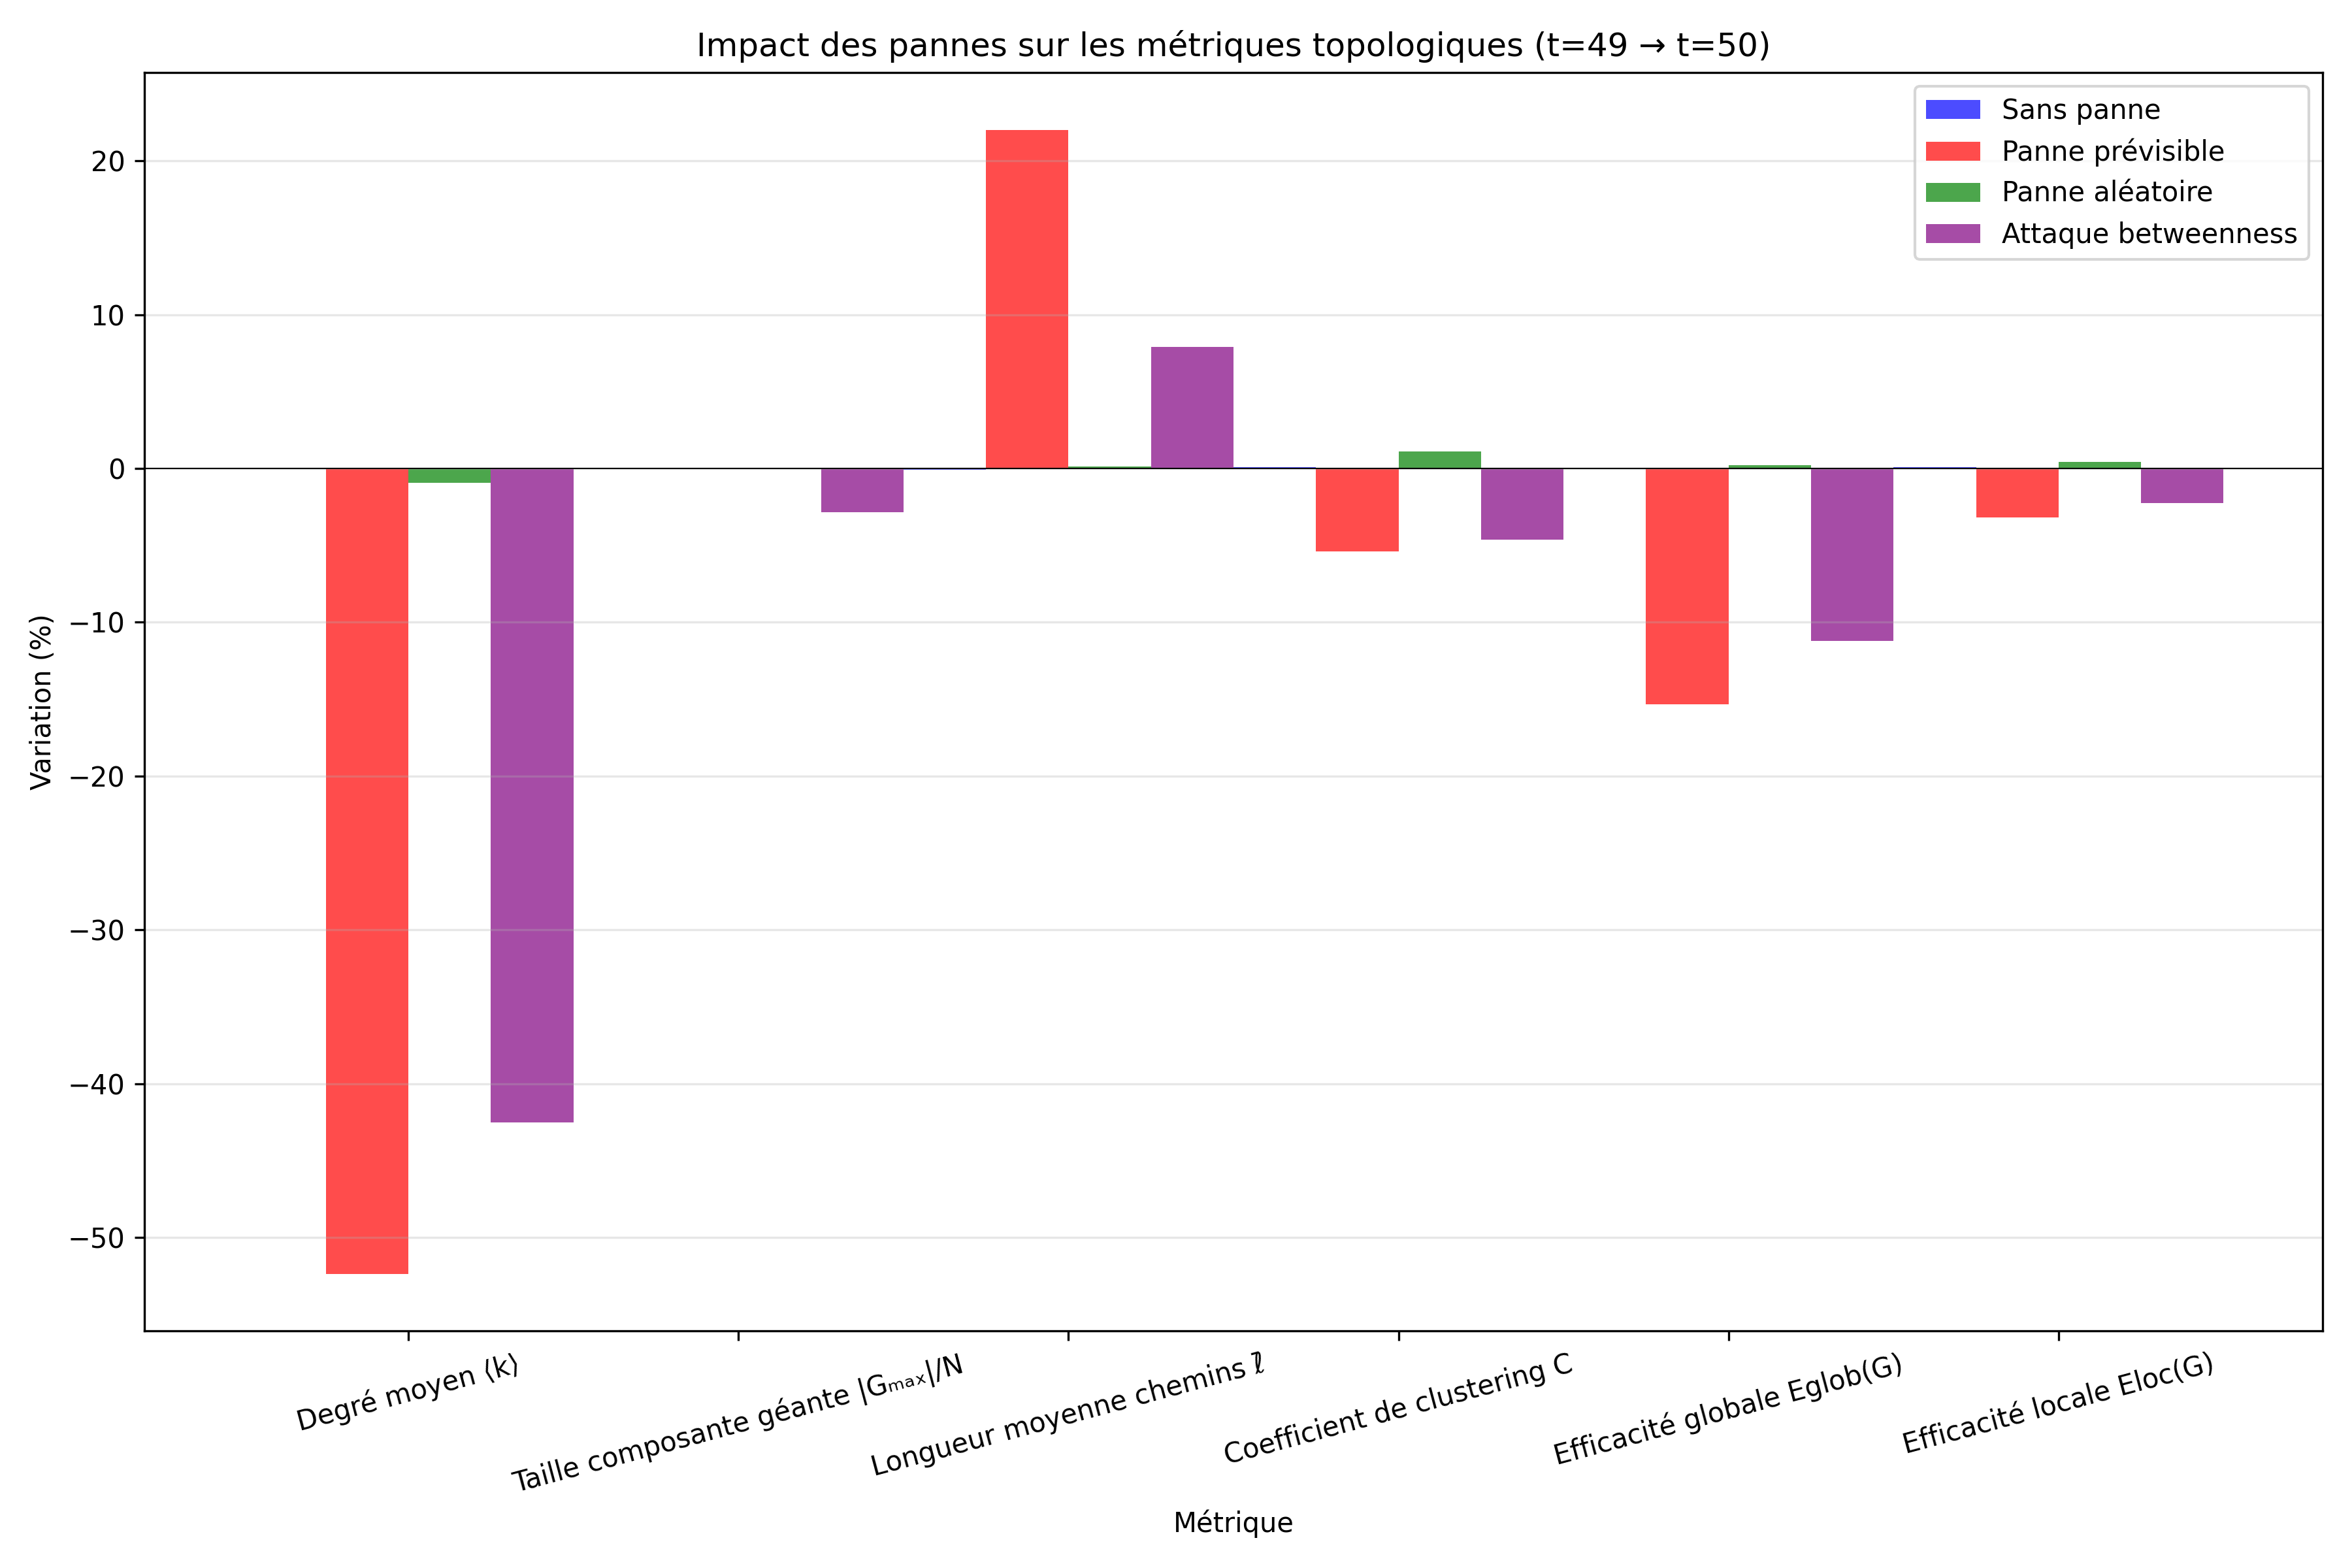 Impact des pannes sur les métriques topologiques (t=49 → t=50)
Sans panne
Panne prévisible
Panne aléatoire
Attaque betweenness
Variation (%)
20
10
0
−10
−20
−30
−40
−50
Degré moyen ⟨k⟩
Taille composante géante |Gₘₐₓ|/N
Longueur moyenne chemins ℓ̄
Coefficient de clustering C
Efficacité globale Eglob(G)
Efficacité locale Eloc(G)
Métrique